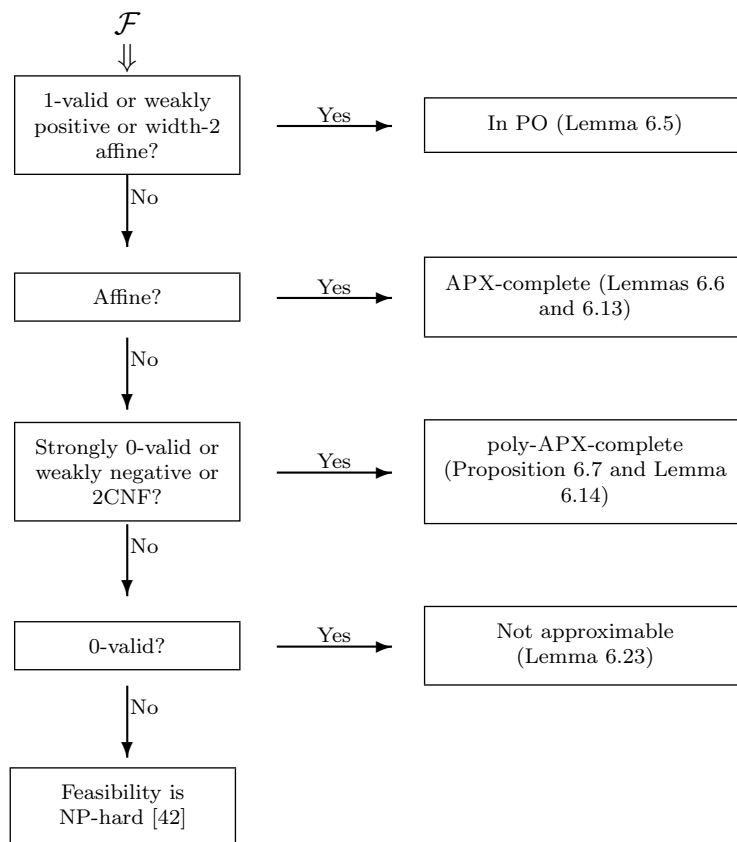 𝓕
⇓
1-valid or weakly
positive or width-2
affine?
Yes
In PO (Lemma 6.5)
No
Affine?
Yes
APX-complete (Lemmas 6.6
and 6.13)
No
Strongly 0-valid or
weakly negative or
2CNF?
Yes
poly-APX-complete
(Proposition 6.7 and Lemma
6.14)
No
0-valid?
Yes
Not approximable
(Lemma 6.23)
No
Feasibility is
NP-hard [42]